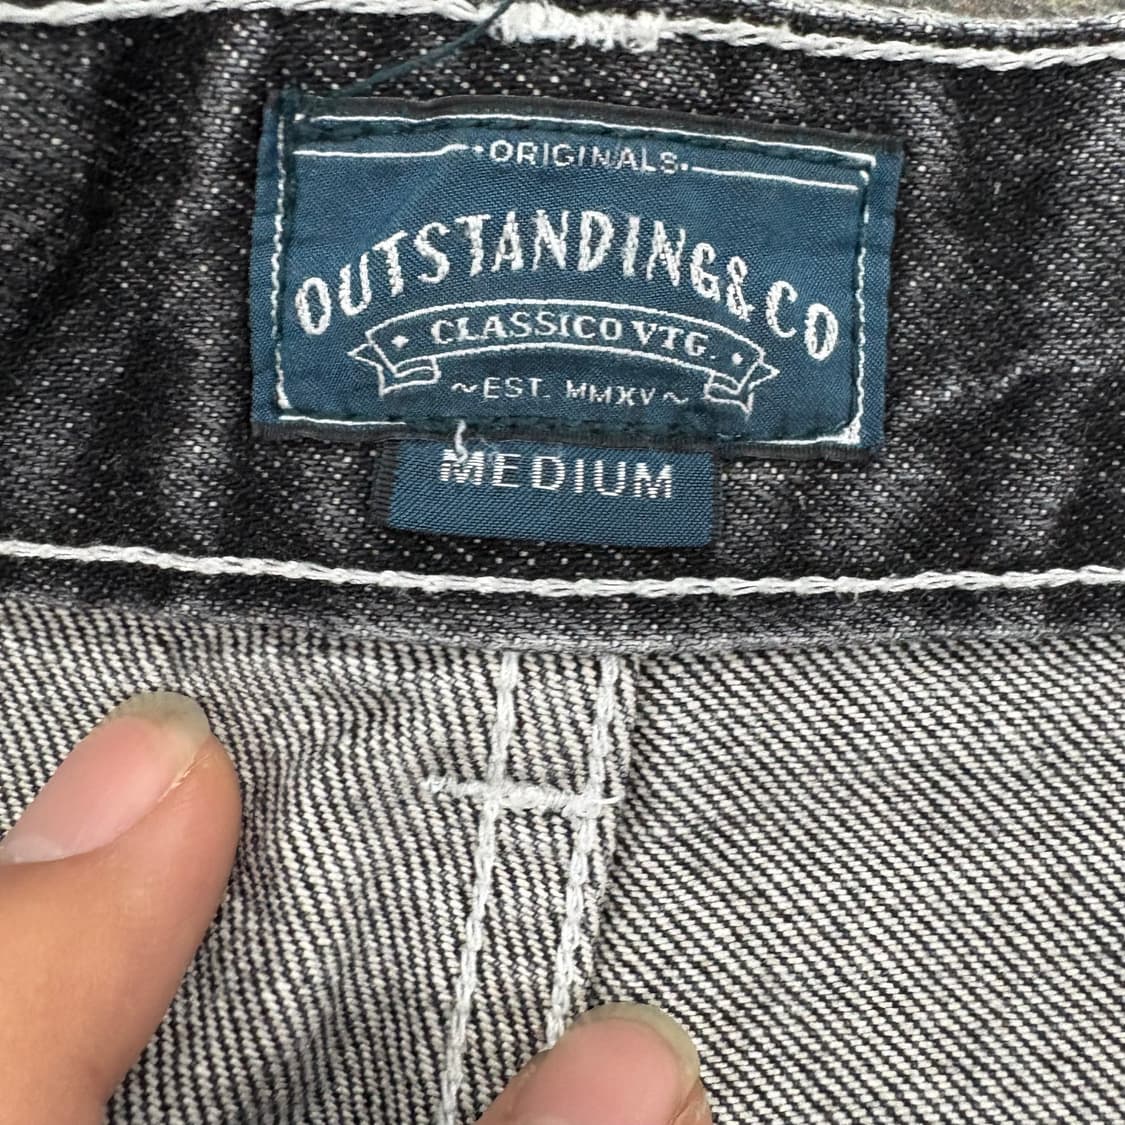 ·ORIGINALS·
OUTSTANDING&CO
CLASSICO VTG.
~EST. MMXV~
MEDIUM